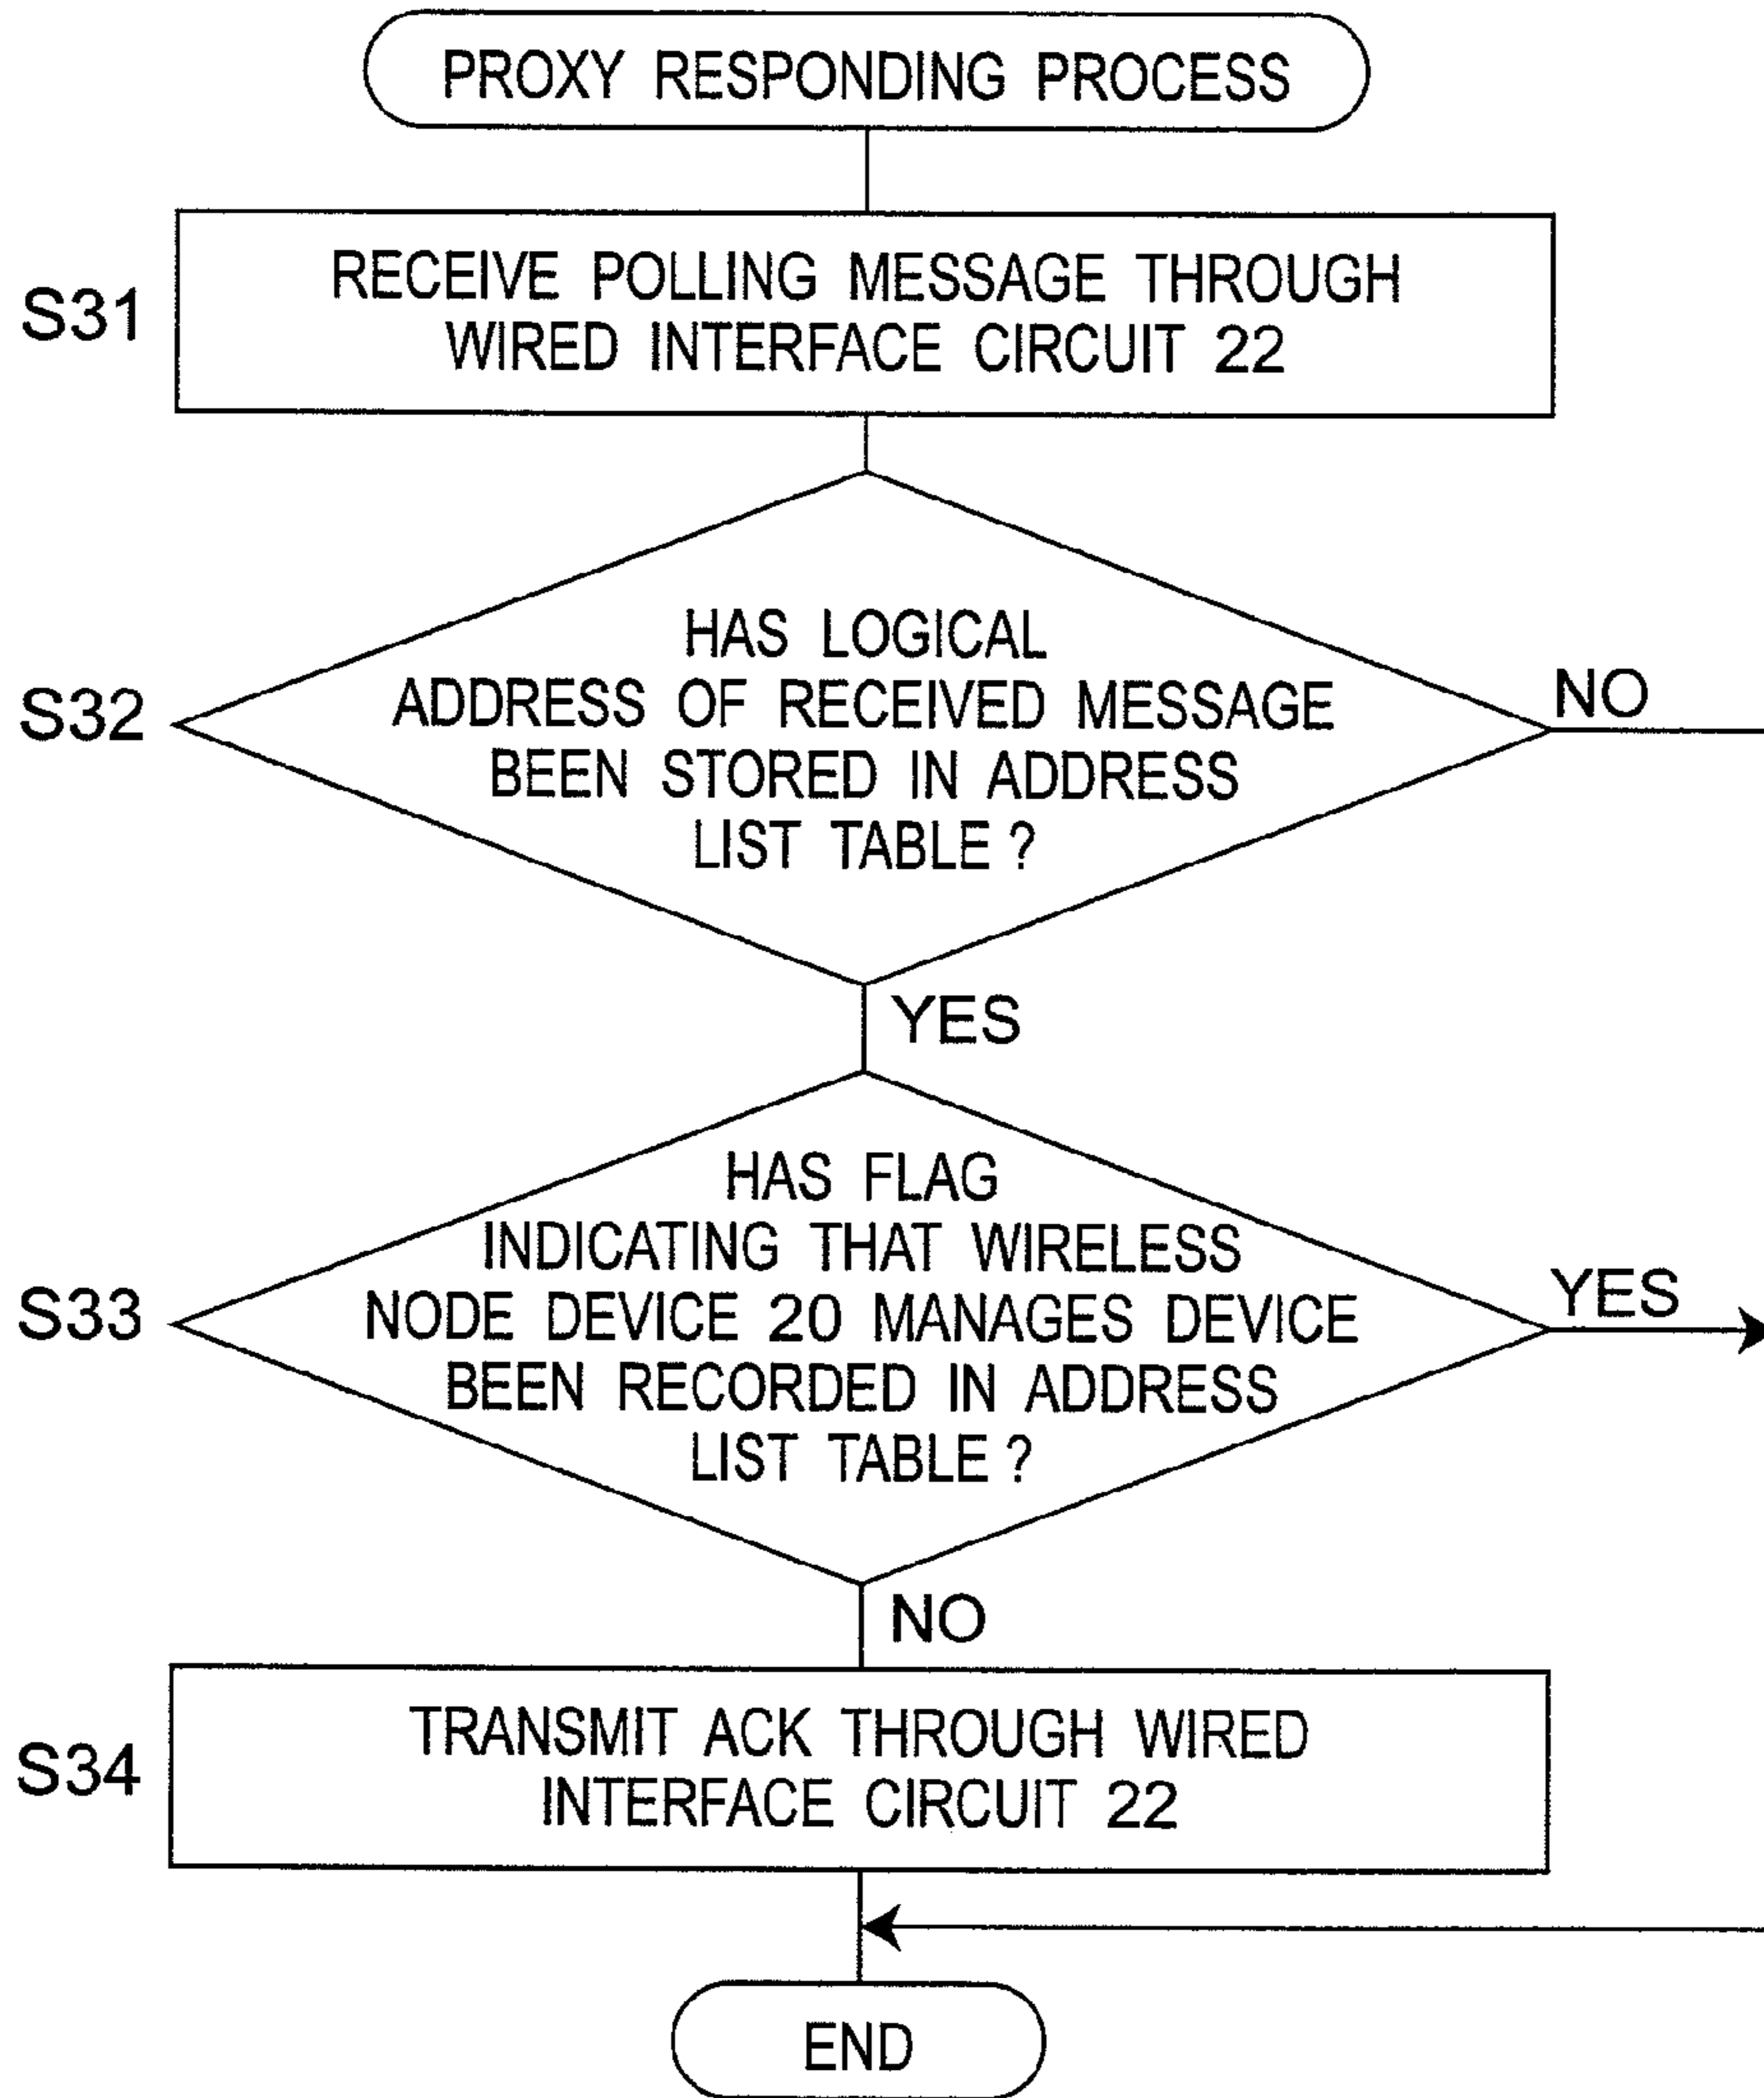 PROXY RESPONDING PROCESS
S31
RECEIVE POLLING MESSAGE THROUGH
WIRED INTERFACE CIRCUIT 22
S32
HAS LOGICAL
ADDRESS OF RECEIVED MESSAGE
BEEN STORED IN ADDRESS
LIST TABLE ?
NO
YES
S33
HAS FLAG
INDICATING THAT WIRELESS
NODE DEVICE 20 MANAGES DEVICE
BEEN RECORDED IN ADDRESS
LIST TABLE ?
YES
NO
S34
TRANSMIT ACK THROUGH WIRED
INTERFACE CIRCUIT 22
END